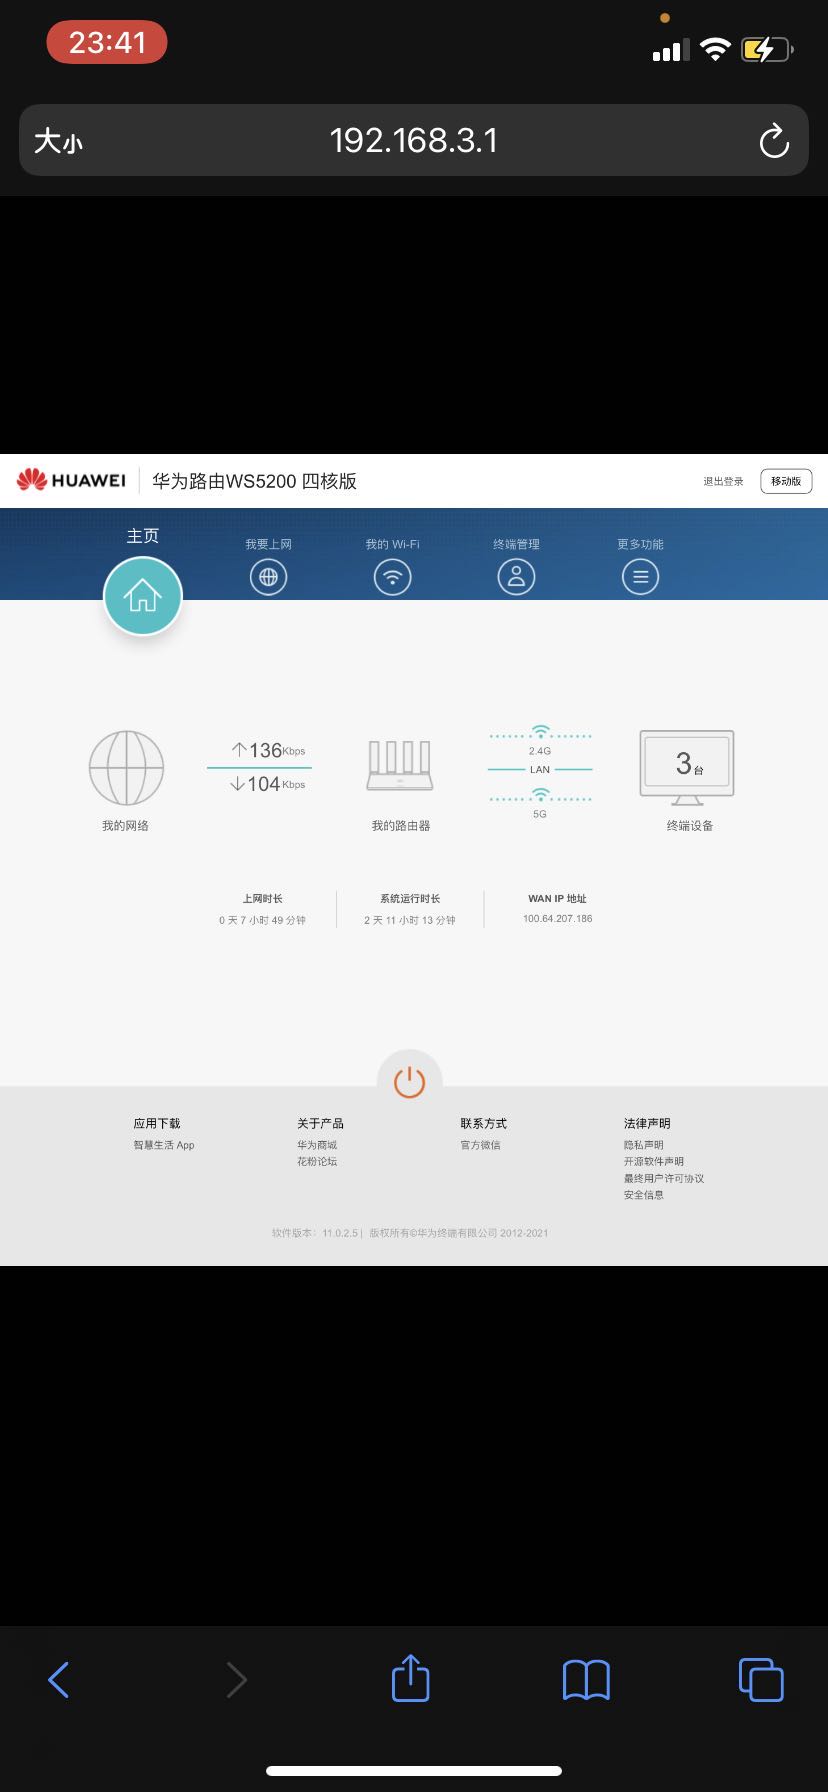 23:41
大小 192.168.3.1
HUAWEI 华为路由WS5200 四核版 退出登录 移动版
主页 我要上网 我的 Wi-Fi 终端管理 更多功能
↑136Kbps
↓104Kbps
2.4G
LAN
5G
3台
我的网络 我的路由器 终端设备
上网时长 系统运行时长 WAN IP 地址
0 天 7 小时 49 分钟 2 天 11 小时 13 分钟 100.64.207.186
应用下载 关于产品 联系方式 法律声明
智慧生活 App 华为商城 官方微信 隐私声明
花粉论坛 开源软件声明
最终用户许可协议
安全信息
软件版本：11.0.2.5 | 版权所有©华为终端有限公司 2012-2021